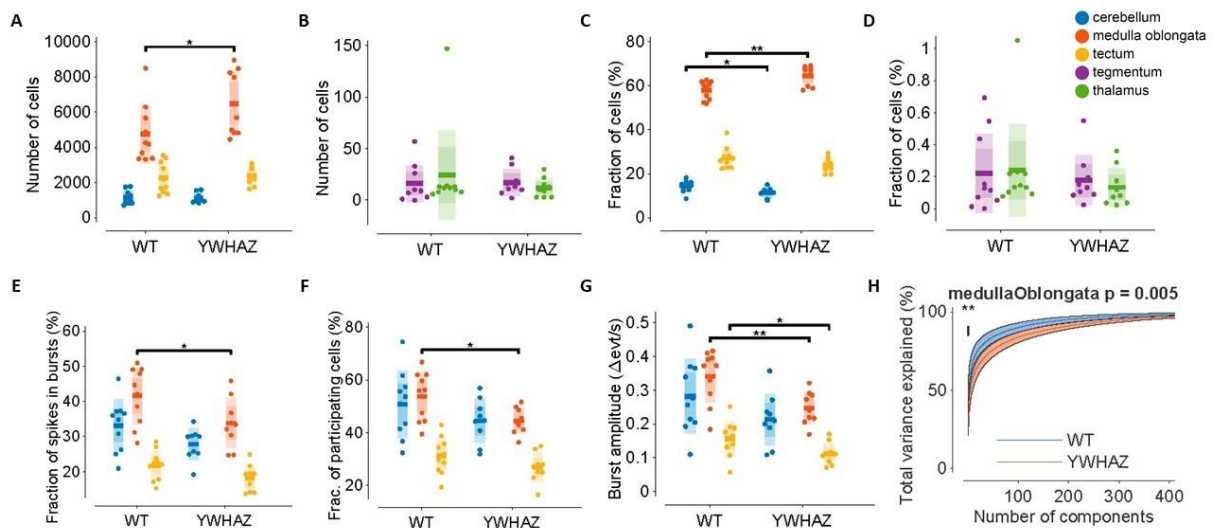 A
Number of cells
10000
8000
6000
4000
2000
0
*
WT
YWHAZ
B
Number of cells
150
100
50
0
WT
YWHAZ
C
Fraction of cells (%)
80
60
40
20
0
**
*
WT
YWHAZ
D
Fraction of cells (%)
1
0.8
0.6
0.4
0.2
0
WT
YWHAZ
cerebellum
medulla oblongata
tectum
tegmentum
thalamus
E
Fraction of spikes in bursts (%)
60
50
40
30
20
*
WT
YWHAZ
F
Frac. of participating cells (%)
80
60
40
20
0
*
WT
YWHAZ
G
Burst amplitude (Δevt/s)
0.5
0.4
0.3
0.2
0.1
0
*
**
WT
YWHAZ
H
medullaOblongata p = 0.005
**
Total variance explained (%)
100
50
0
WT
YWHAZ
100
200
300
400
Number of components